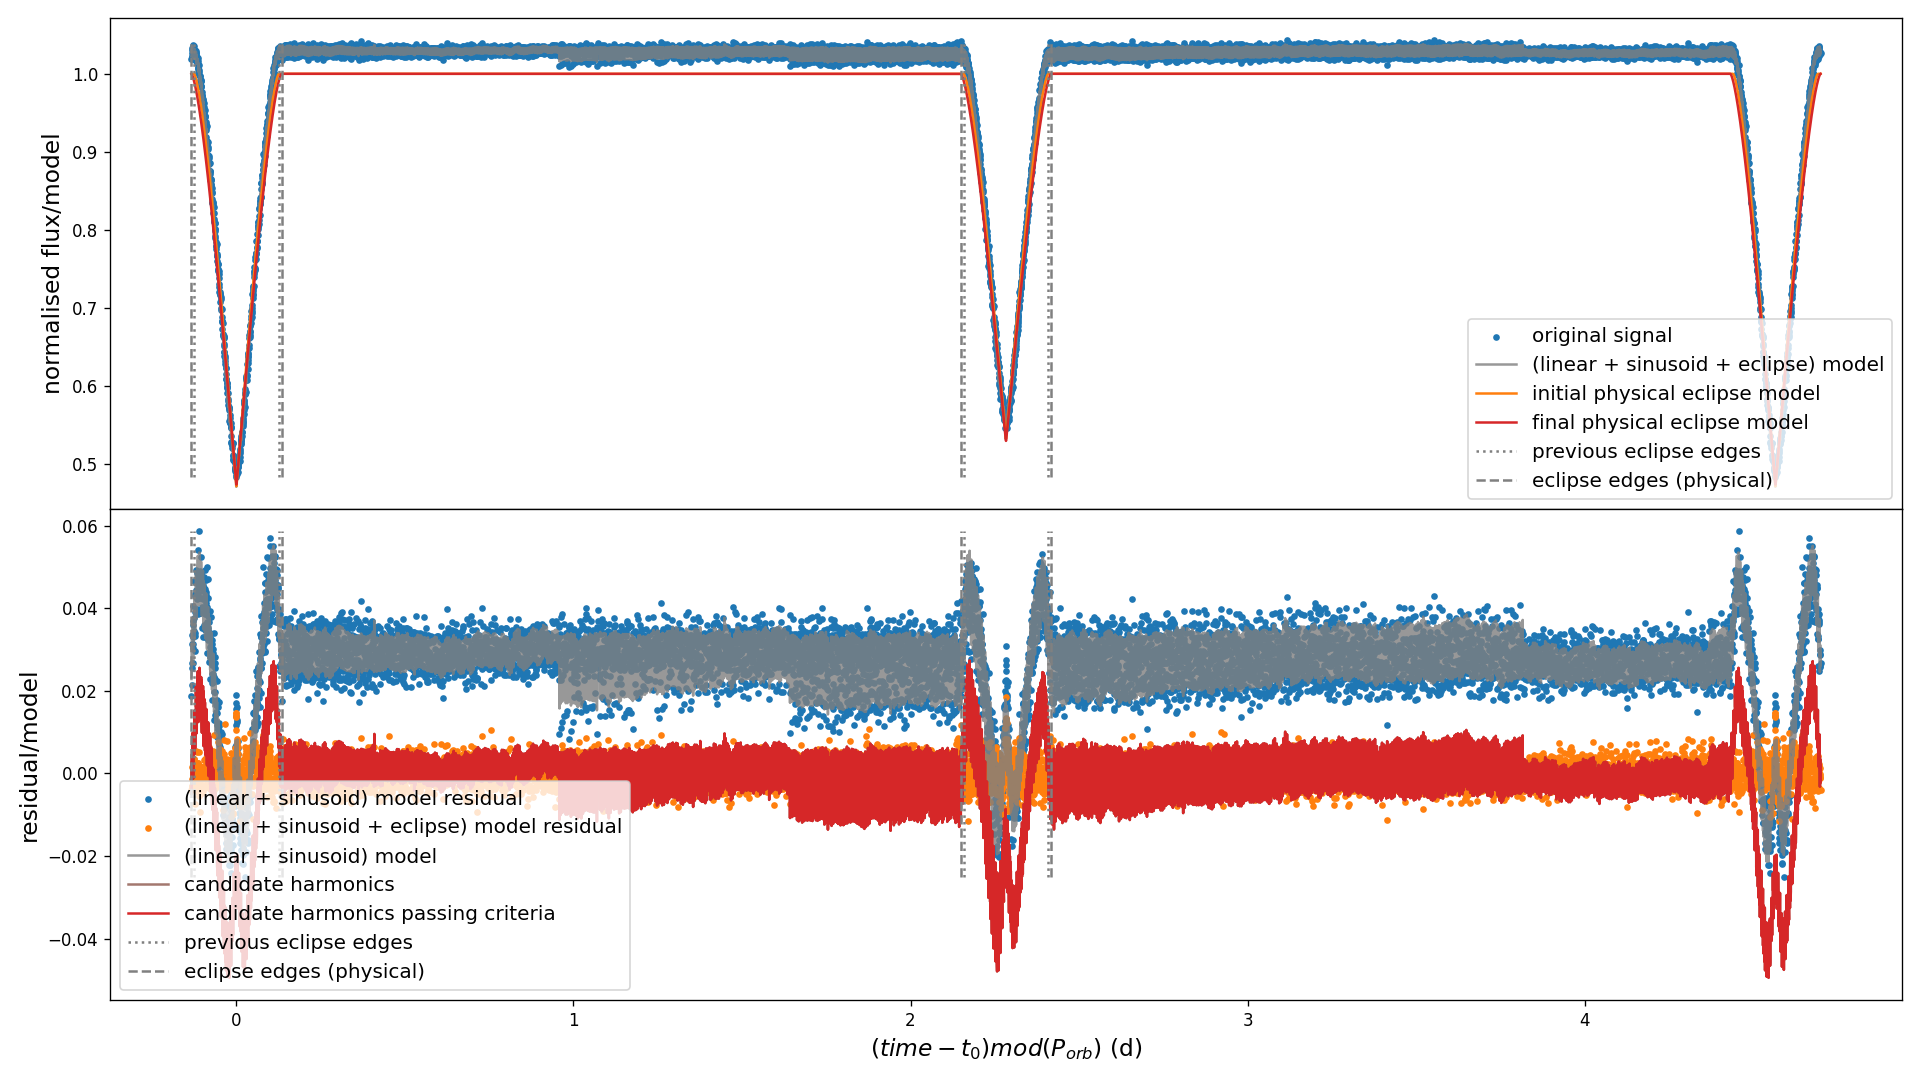 normalised flux/model
1.0
0.9
0.8
0.7
0.6
0.5
original signal
(linear + sinusoid + eclipse) model
initial physical eclipse model
final physical eclipse model
previous eclipse edges
eclipse edges (physical)
residual/model
0.06
0.04
0.02
0.00
−0.02
−0.04
(linear + sinusoid) model residual
(linear + sinusoid + eclipse) model residual
(linear + sinusoid) model
candidate harmonics
candidate harmonics passing criteria
previous eclipse edges
eclipse edges (physical)
0 1 2 3 4
(time − t₀)mod(Pₒᵣb) (d)